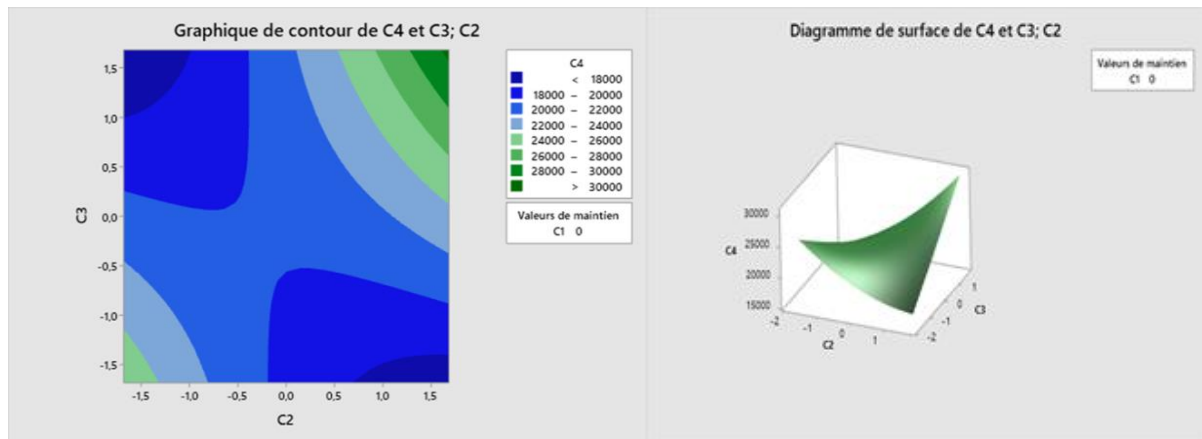 Graphique de contour de C4 et C3; C2
1,5
1,0
0,5
0,0
-0,5
-1,0
-1,5
C3
-1,5 -1,0 -0,5 0,0 0,5 1,0 1,5
C2
C4
< 18000
18000 – 20000
20000 – 22000
22000 – 24000
24000 – 26000
26000 – 28000
28000 – 30000
> 30000
Valeurs de maintien
C1 0
Diagramme de surface de C4 et C3; C2
Valeurs de maintien
C1 0
30000
25000
20000
15000
C4
-2 -1 0 1
C2
-2 -1 0 1
C3